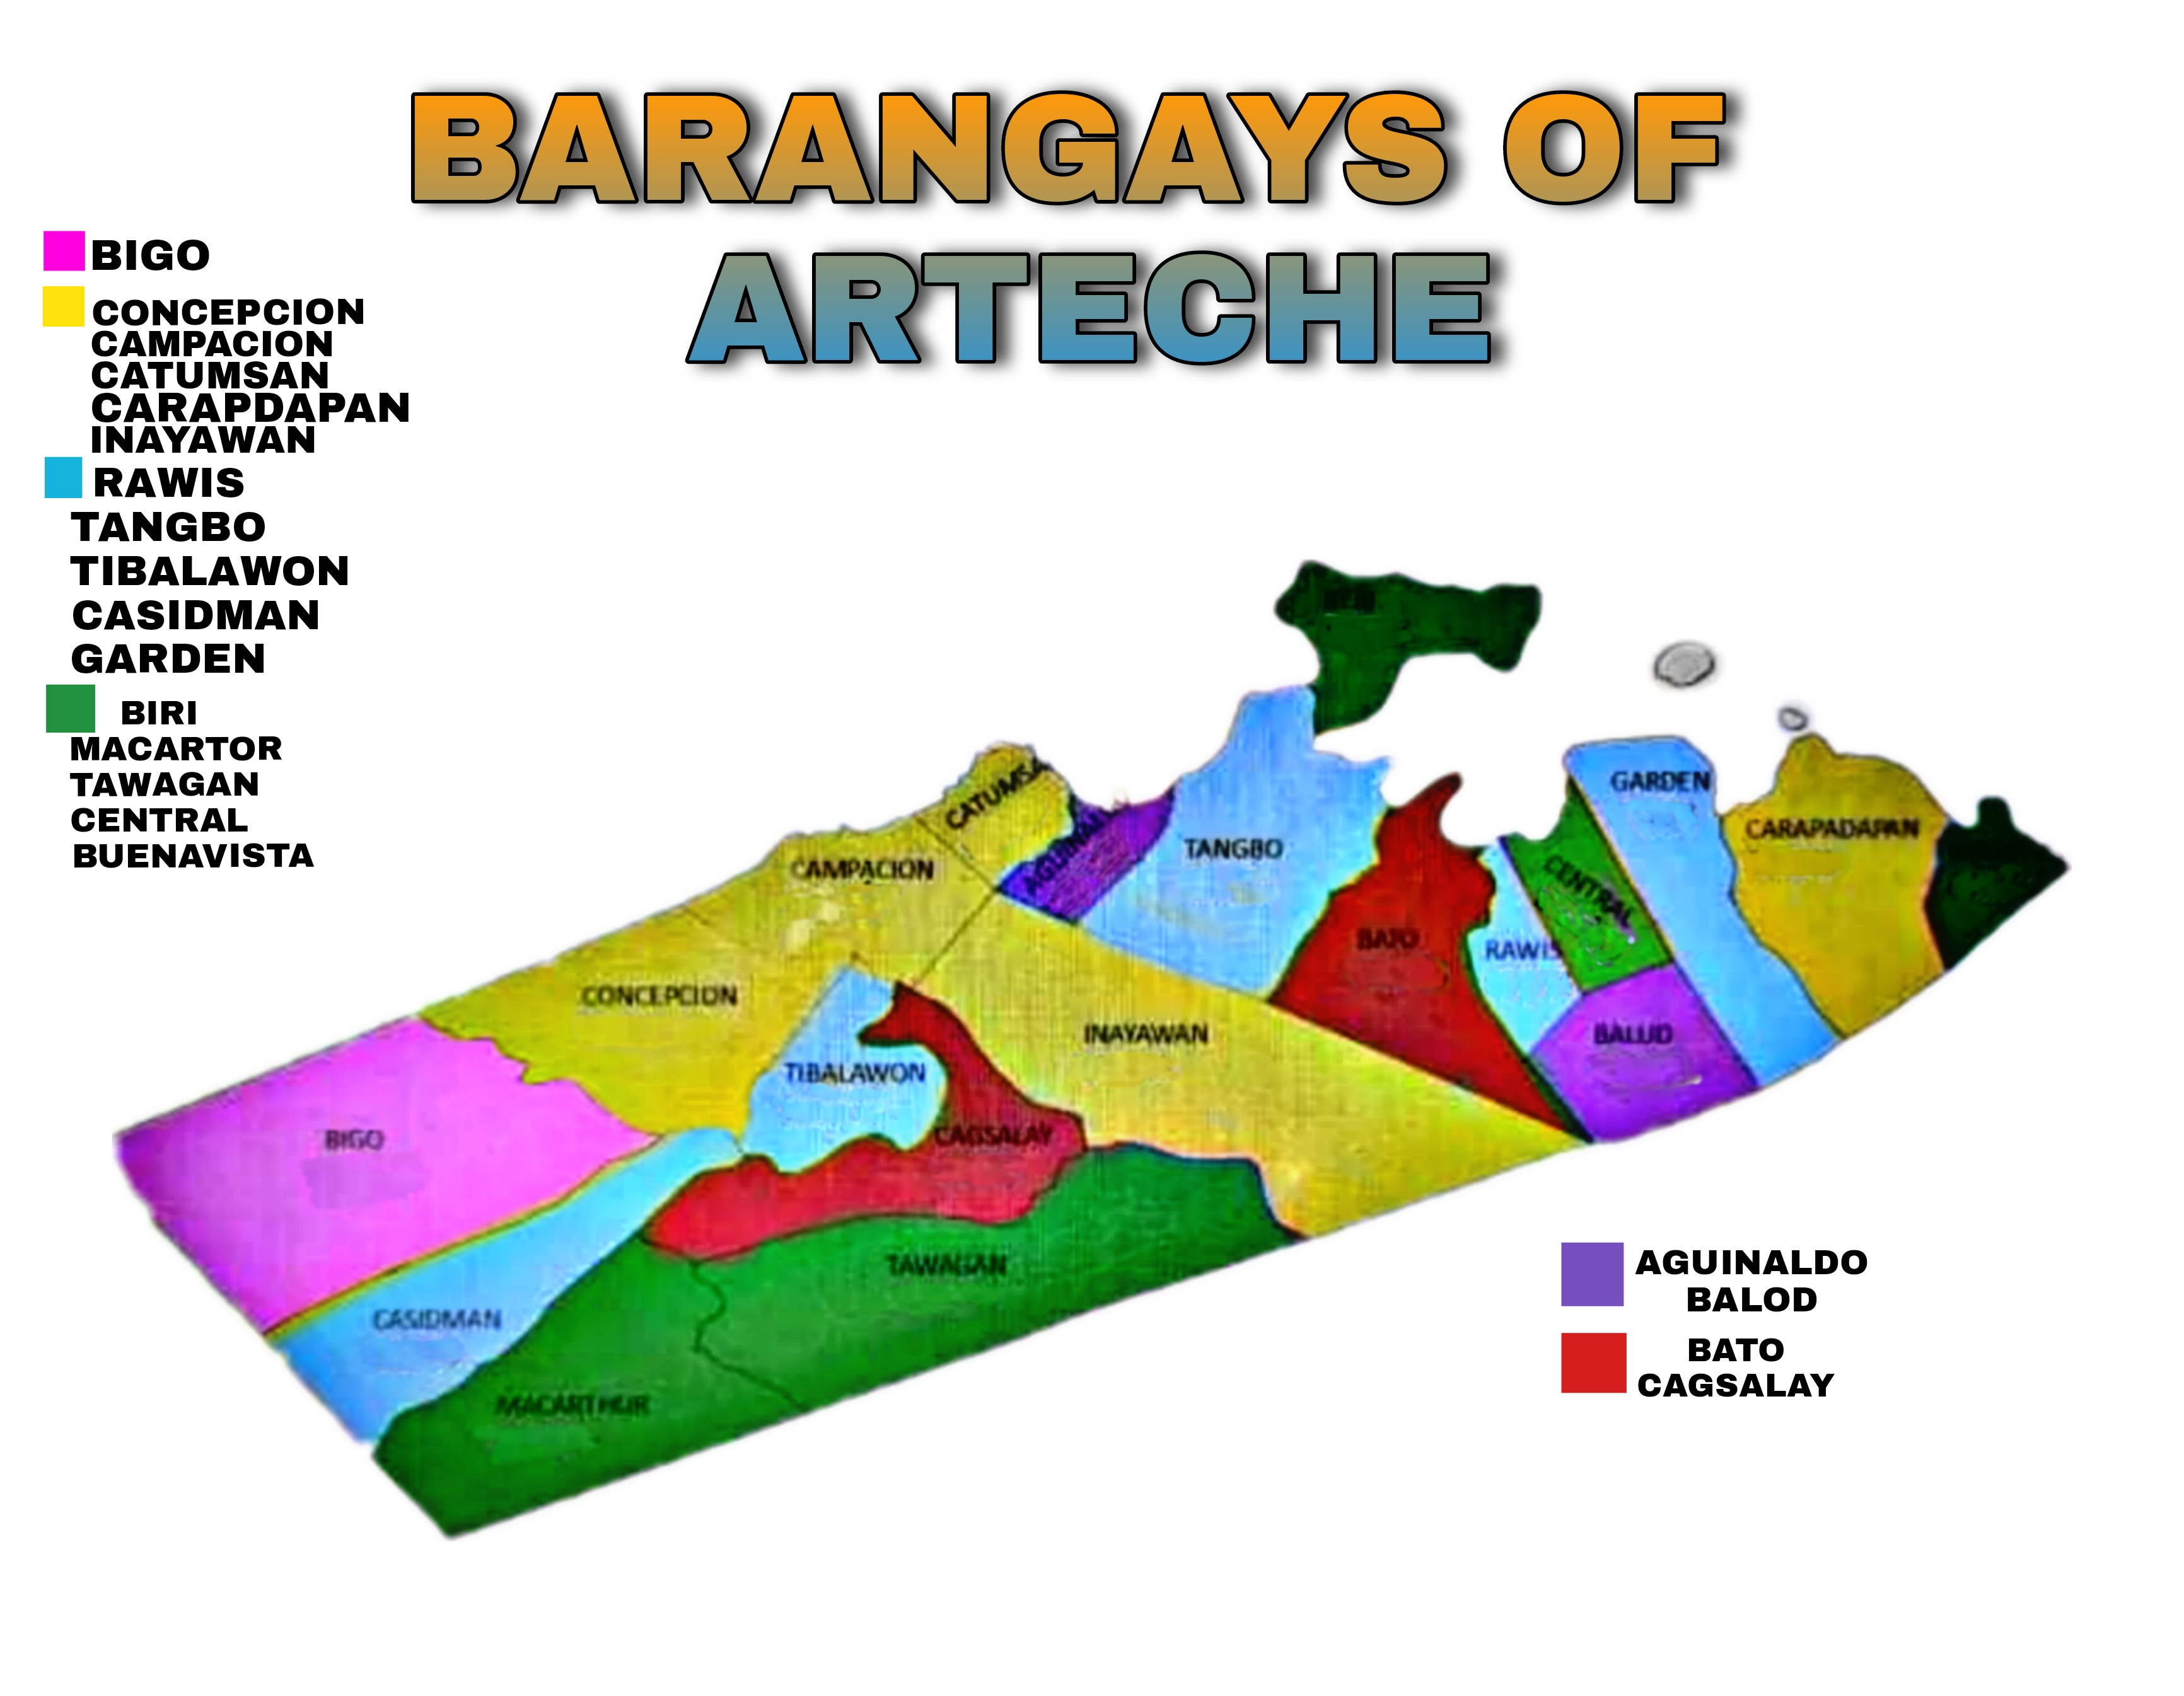 BARANGAYS OF
ARTECHE
BIGO
CONCEPCION
CAMPACION
CATUMSAN
CARAPDAPAN
INAYAWAN
RAWIS
TANGBO
TIBALAWON
CASIDMAN
GARDEN
BIRI
MACARTOR
TAWAGAN
CENTRAL
BUENAVISTA
GARDEN
CATUMSA
CARAPADAPAN
TANGBO
CAMPACION
CENTRAL
BATO
RAWIS
CONCEPCION
INAYAWAN
BALUD
TIBALAWON
BIGO
CAGSALAY
TAWAGAN
CASIDMAN
MACARTHUR
AGUINALDO
BALOD
BATO
CAGSALAY